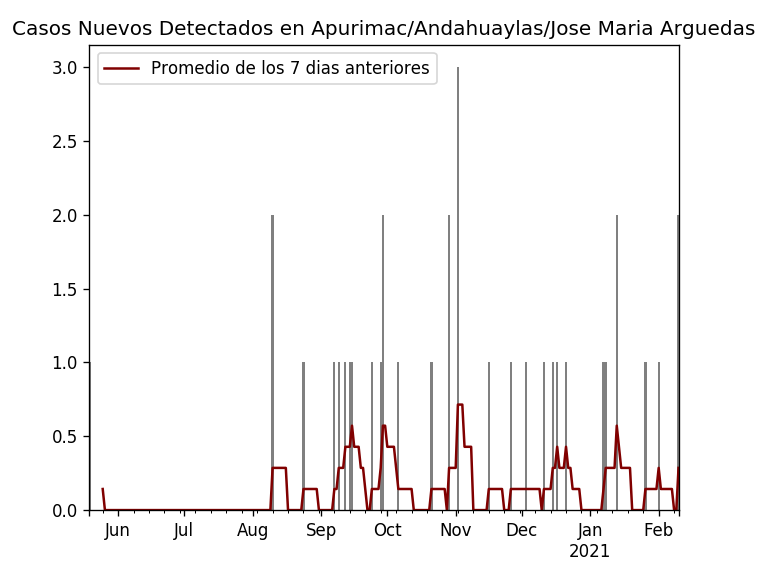 Casos Nuevos Detectados en Apurimac/Andahuaylas/Jose Maria Arguedas
Promedio de los 7 dias anteriores
3.0
2.5
2.0
1.5
1.0
0.5
0.0
Jun Jul Aug Sep Oct Nov Dec Jan Feb
2021